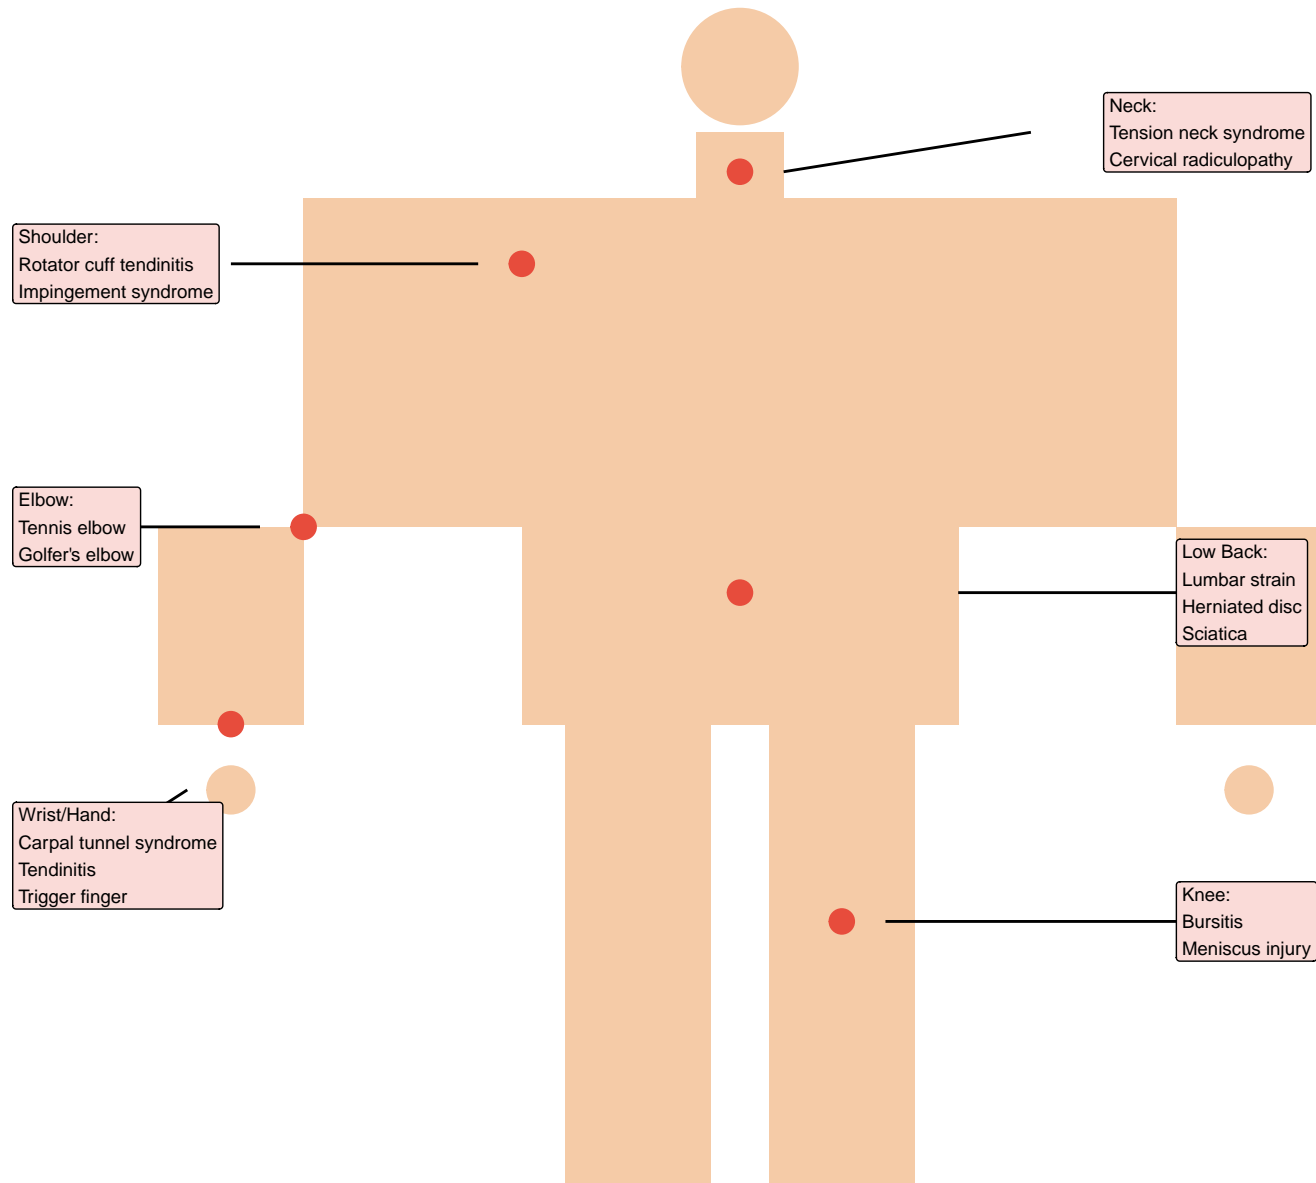 Neck:
Tension neck syndrome
Cervical radiculopathy
Shoulder:
Rotator cuff tendinitis
Impingement syndrome
Elbow:
Tennis elbow
Golfer's elbow
Low Back:
Lumbar strain
Herniated disc
Sciatica
Wrist/Hand:
Carpal tunnel syndrome
Tendinitis
Trigger finger
Knee:
Bursitis
Meniscus injury